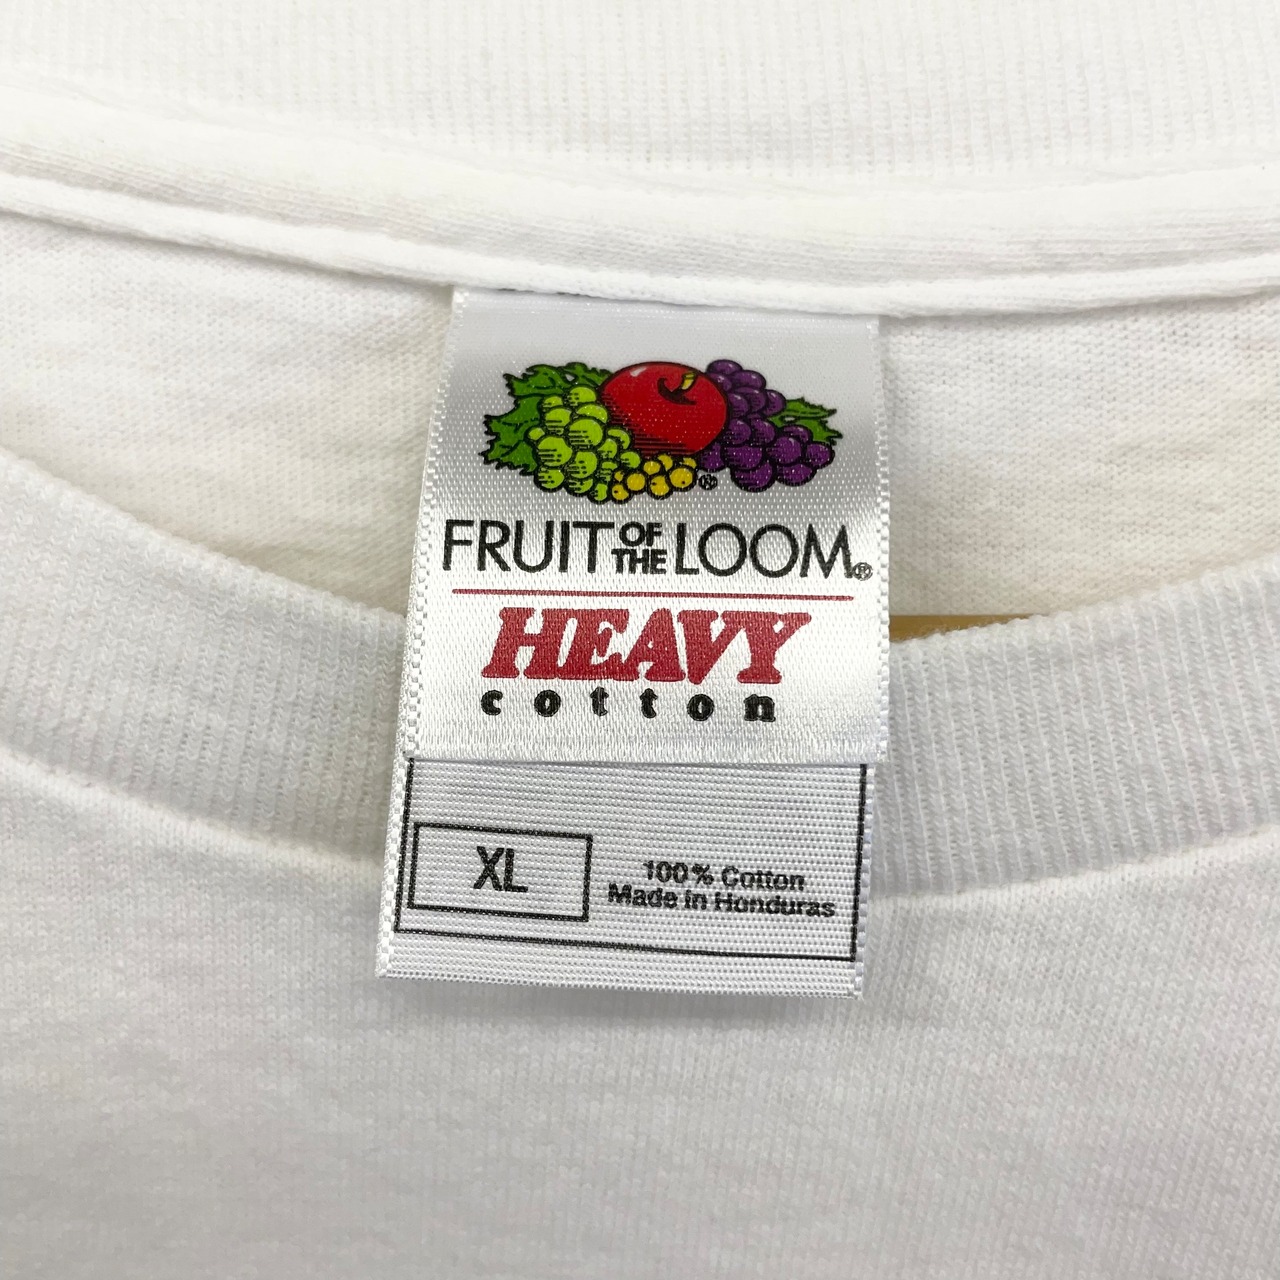 FRUIT OF THE LOOM®
HEAVY
cotton
XL
100% Cotton
Made in Honduras